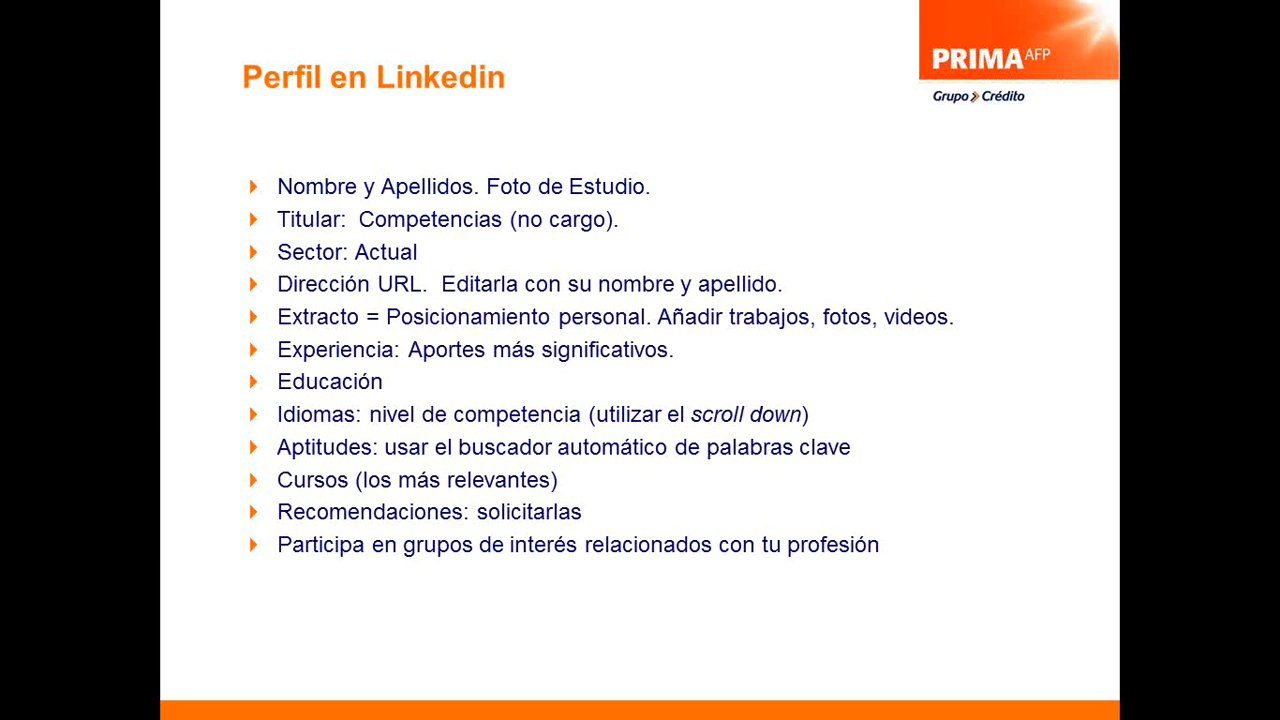 PRIMA AFP
Grupo Crédito
Perfil en Linkedin
Nombre y Apellidos. Foto de Estudio.
Titular: Competencias (no cargo).
Sector: Actual
Dirección URL. Editarla con su nombre y apellido.
Extracto = Posicionamiento personal. Añadir trabajos, fotos, videos.
Experiencia: Aportes más significativos.
Educación
Idiomas: nivel de competencia (utilizar el scroll down)
Aptitudes: usar el buscador automático de palabras clave
Cursos (los más relevantes)
Recomendaciones: solicitarlas
Participa en grupos de interés relacionados con tu profesión